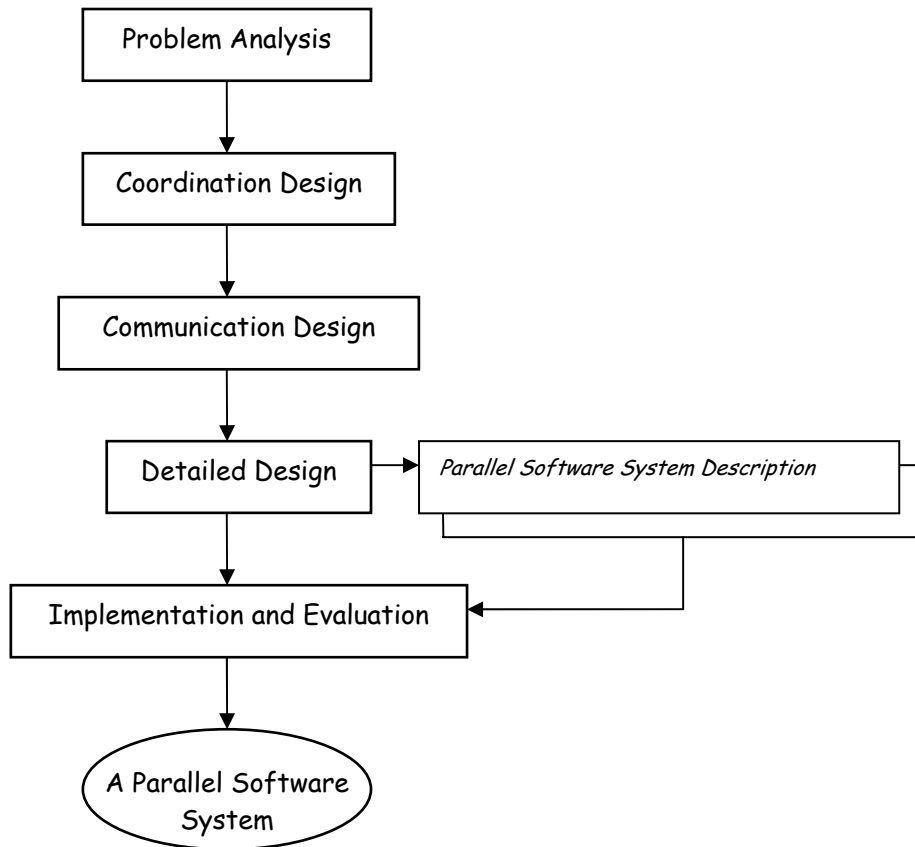 Problem Analysis
Coordination Design
Communication Design
Detailed Design
Parallel Software System Description
Implementation and Evaluation
A Parallel Software
System